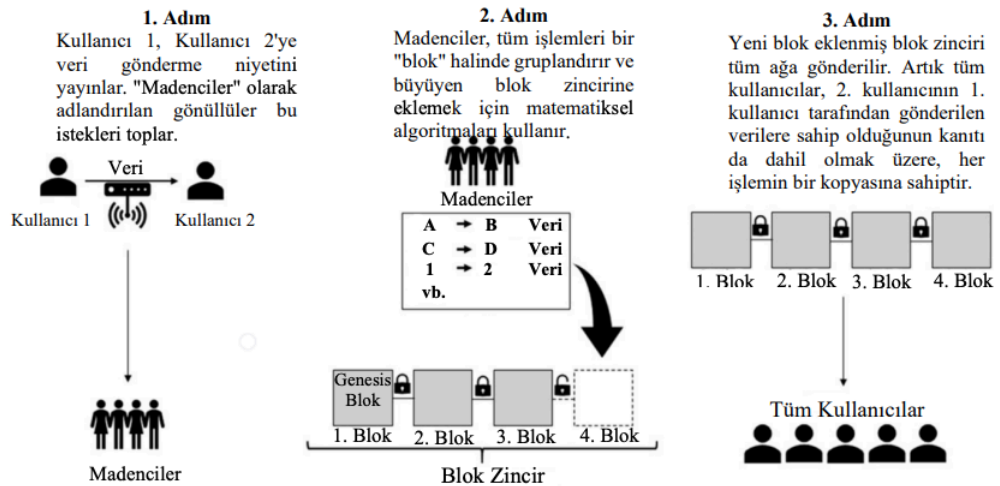 1. Adım
Kullanıcı 1, Kullanıcı 2'ye
veri gönderme niyetini
yayınlar. "Madenciler" olarak
adlandırılan gönüllüler bu
istekleri toplar.
Veri
Kullanıcı 1
Kullanıcı 2
Madenciler
2. Adım
Madenciler, tüm işlemleri bir
"blok" halinde gruplandırır ve
büyüyen blok zincirine
eklemek için matematiksel
algoritmaları kullanır.
Madenciler
A → B Veri
C → D Veri
1 → 2 Veri
vb.
Genesis
Blok
1. Blok 2. Blok 3. Blok 4. Blok
Blok Zincir
3. Adım
Yeni blok eklenmiş blok zinciri
tüm ağa gönderilir. Artık tüm
kullanıcılar, 2. kullanıcının 1.
kullanıcı tarafından gönderilen
verilere sahip olduğunun kanıtı
da dahil olmak üzere, her
işlemin bir kopyasına sahiptir.
1. Blok 2. Blok 3. Blok 4. Blok
Tüm Kullanıcılar